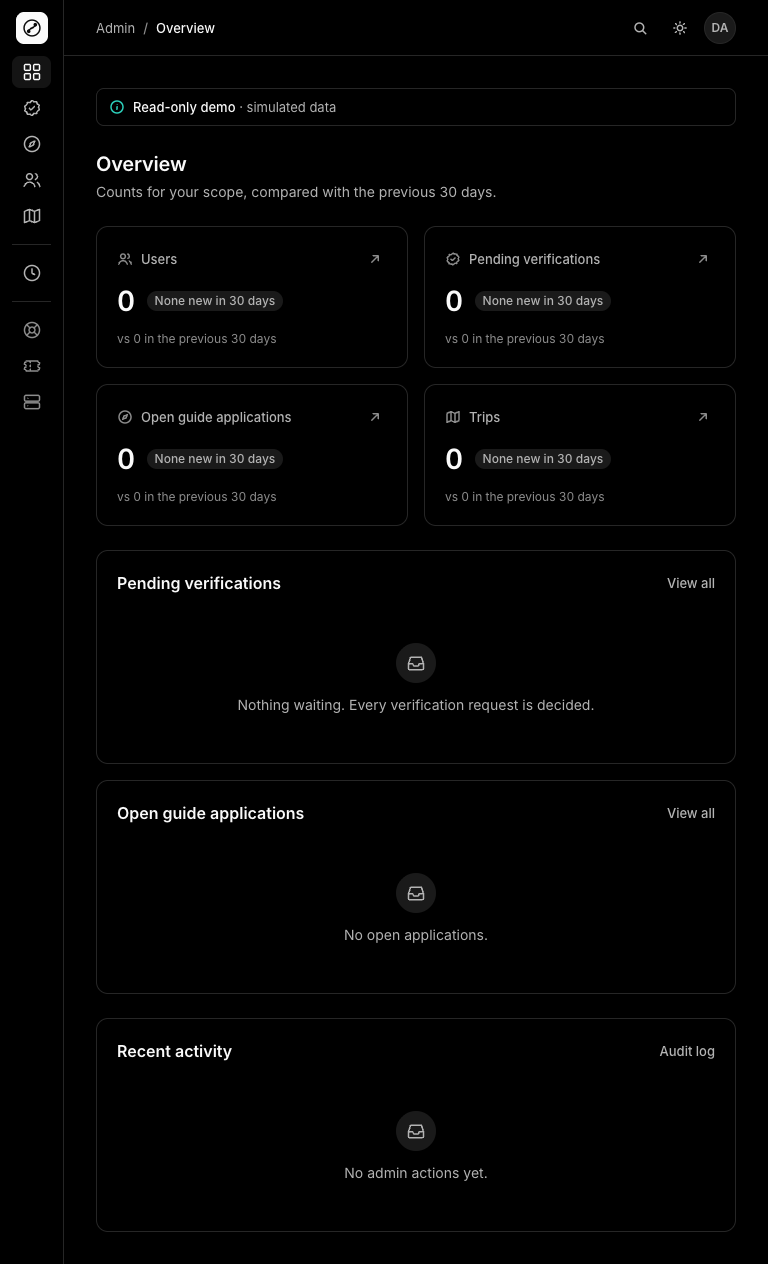 Admin / Overview
DA
Read-only demo · simulated data
Overview
Counts for your scope, compared with the previous 30 days.
Users
0 None new in 30 days
vs 0 in the previous 30 days
Pending verifications
0 None new in 30 days
vs 0 in the previous 30 days
Open guide applications
0 None new in 30 days
vs 0 in the previous 30 days
Trips
0 None new in 30 days
vs 0 in the previous 30 days
Pending verifications
View all
Nothing waiting. Every verification request is decided.
Open guide applications
View all
No open applications.
Recent activity
Audit log
No admin actions yet.